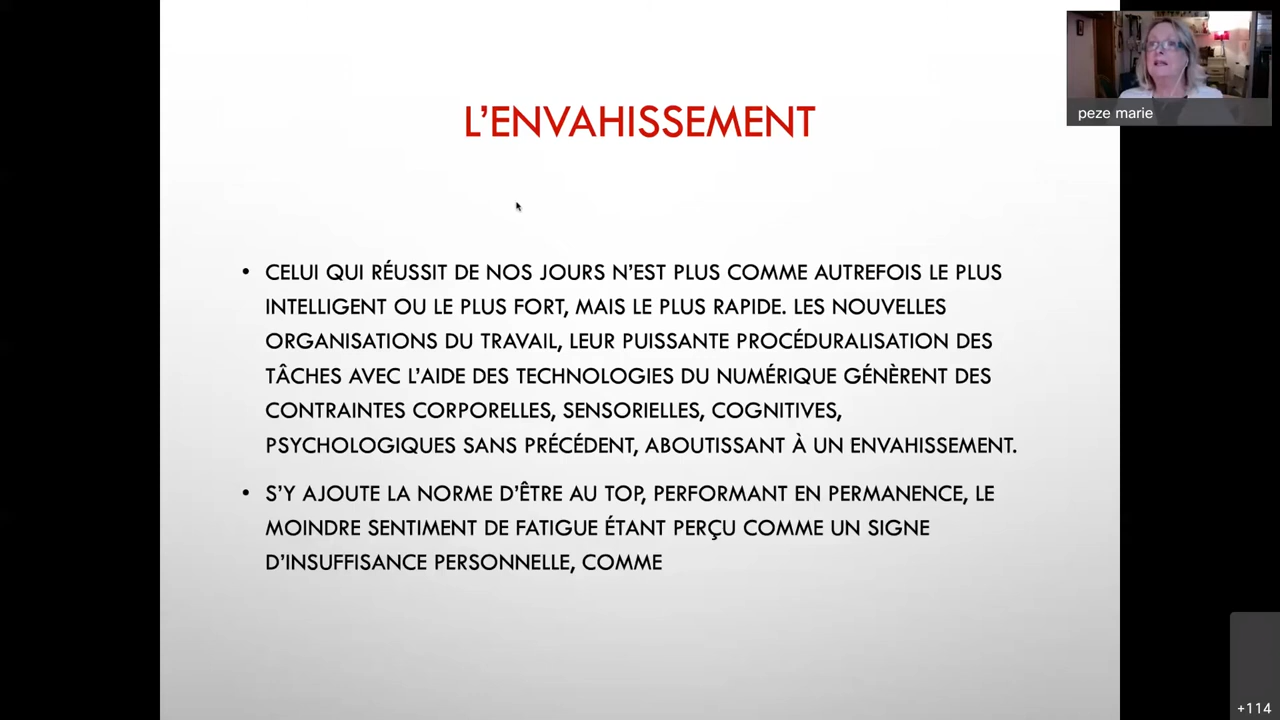 L'ENVAHISSEMENT
peze marie
• CELUI QUI RÉUSSIT DE NOS JOURS N'EST PLUS COMME AUTREFOIS LE PLUS
INTELLIGENT OU LE PLUS FORT, MAIS LE PLUS RAPIDE. LES NOUVELLES
ORGANISATIONS DU TRAVAIL, LEUR PUISSANTE PROCÉDURALISATION DES
TÂCHES AVEC L'AIDE DES TECHNOLOGIES DU NUMÉRIQUE GÉNÈRENT DES
CONTRAINTES CORPORELLES, SENSORIELLES, COGNITIVES,
PSYCHOLOGIQUES SANS PRÉCÉDENT, ABOUTISSANT À UN ENVAHISSEMENT.
• S'Y AJOUTE LA NORME D'ÊTRE AU TOP, PERFORMANT EN PERMANENCE, LE
MOINDRE SENTIMENT DE FATIGUE ÉTANT PERÇU COMME UN SIGNE
D'INSUFFISANCE PERSONNELLE, COMME
+114